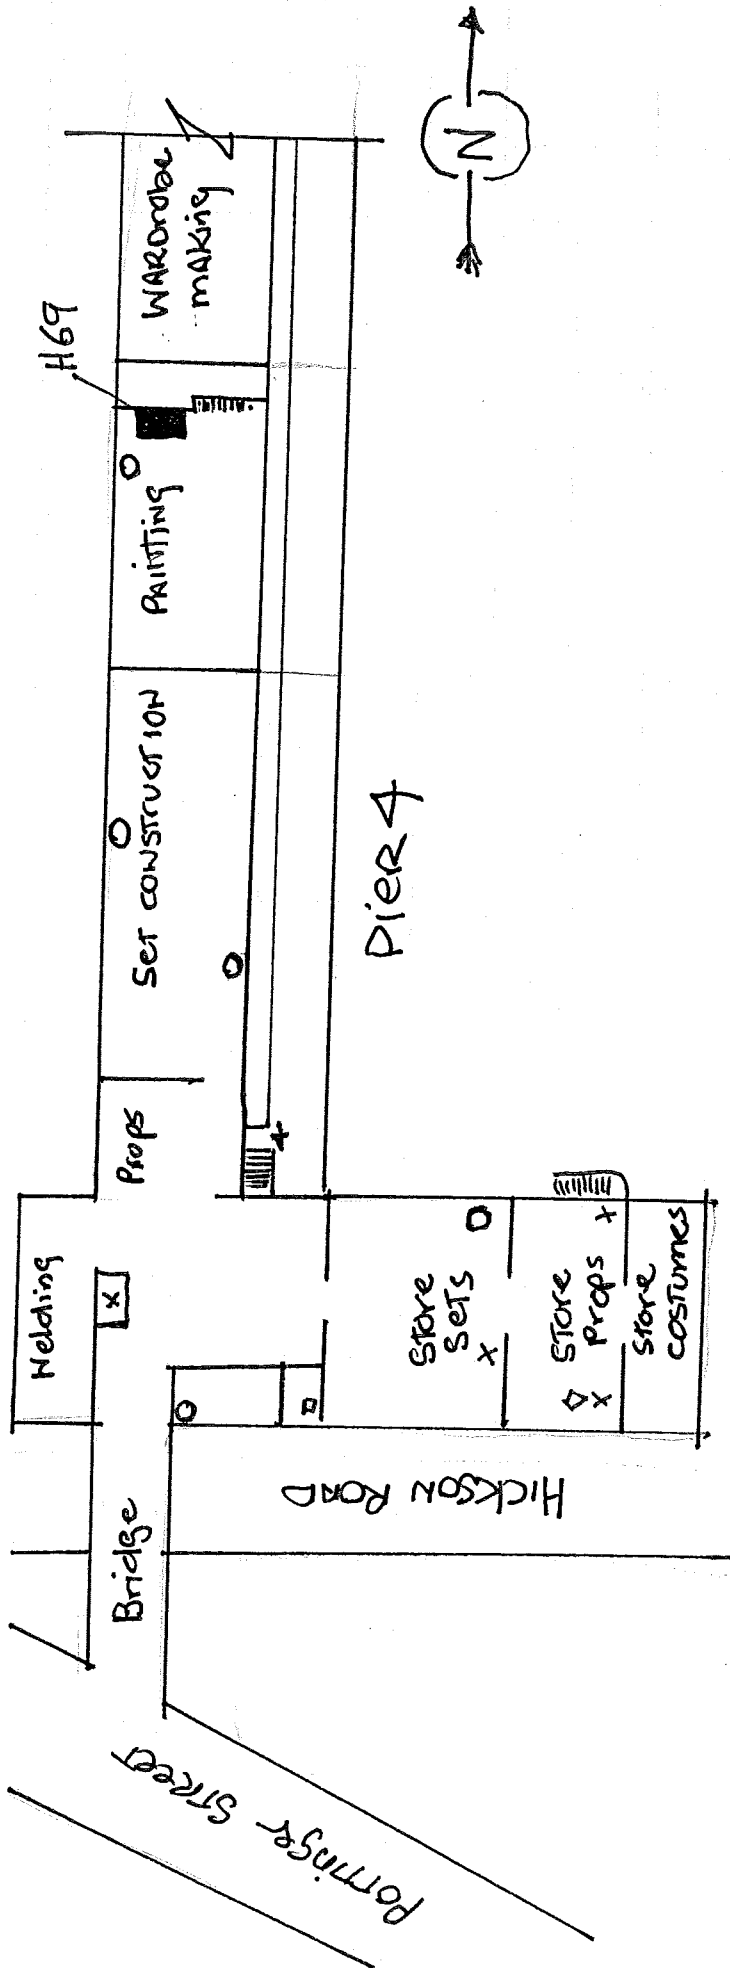 H69
WARDrobe
MAKing
PAiNTiNg
SeT CONSTruCTION
Props
Pier 4
4
Welding
X
Store
SeTs
X
STore
Props
X
X
Store
COSTumes
Bridge
HICKSON ROAD
Pottinger STReeT
N